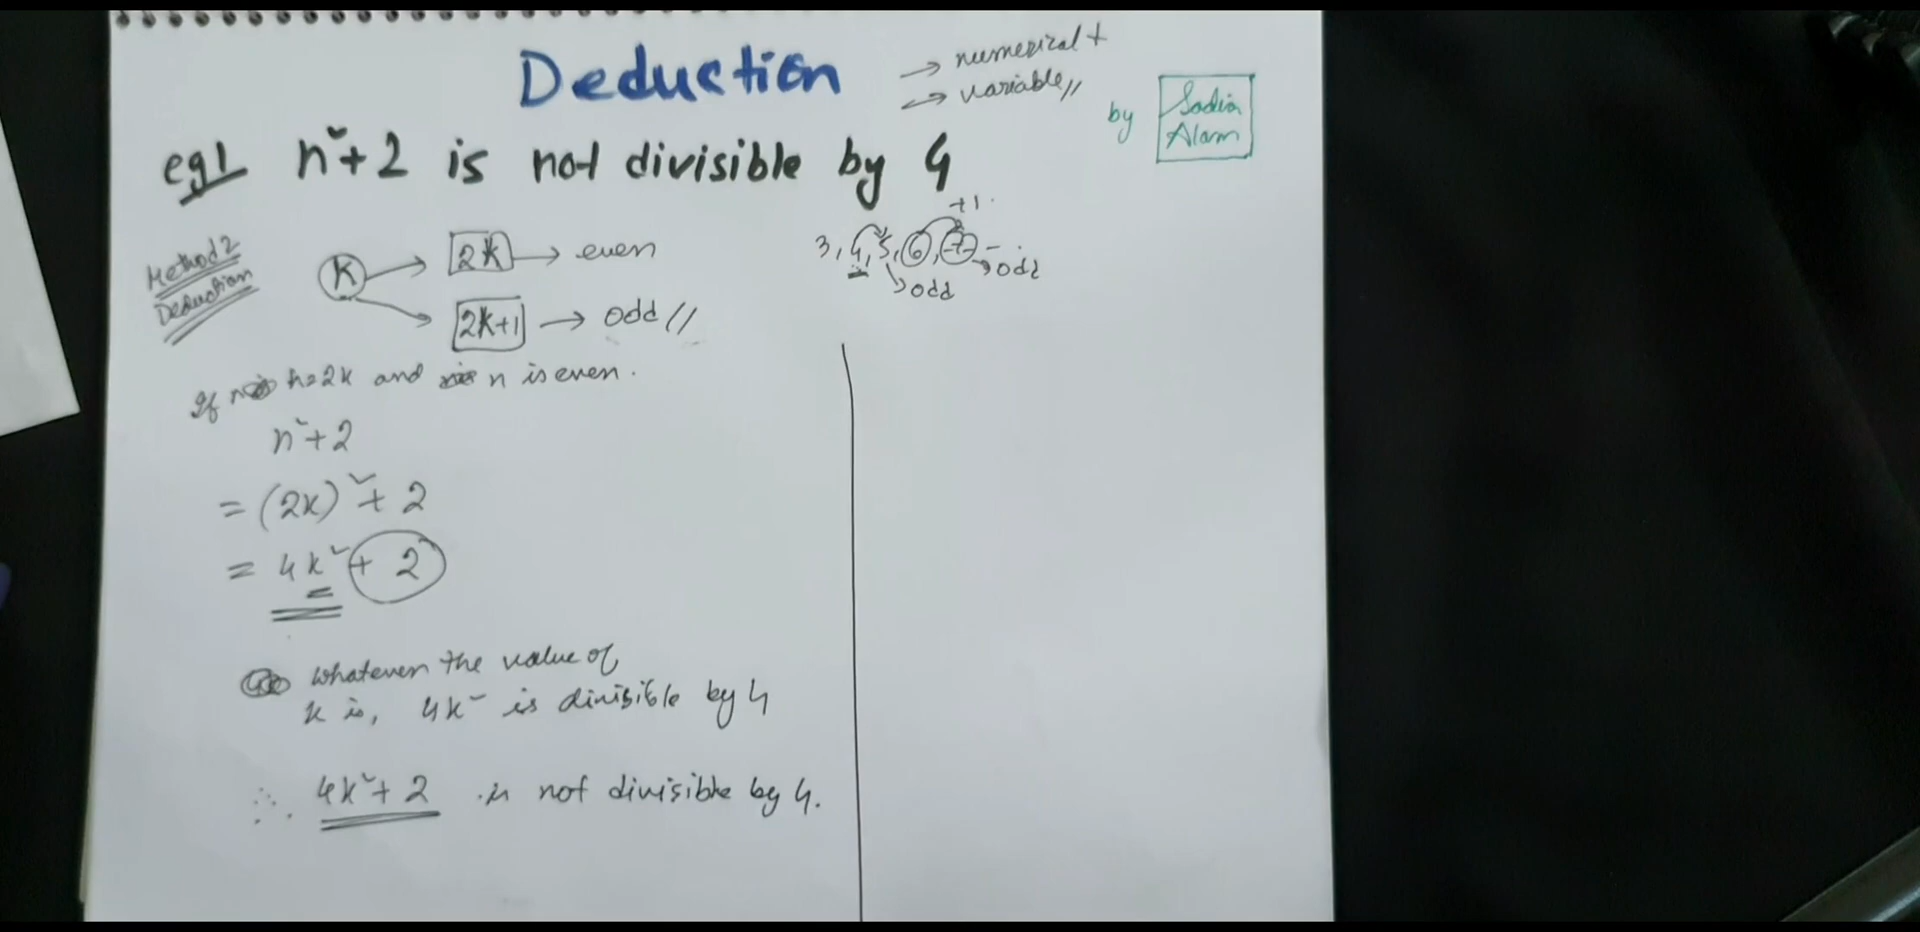 Deduction
→ numerical +
→ variable //
by Sadia Alam
eg1 n² + 2 is not divisible by 4
Method 2
Deduction
K → 2K → even
→ 2K+1 → odd //
+1
3, 4, 5, 6, 7 - .
→ odd
→ odd
If n=2k and n is even.
n² + 2
= (2k)² + 2
= 4k² + 2
Whatever the value of
k is, 4k² is divisible by 4
∴ 4k² + 2 is not divisible by 4.